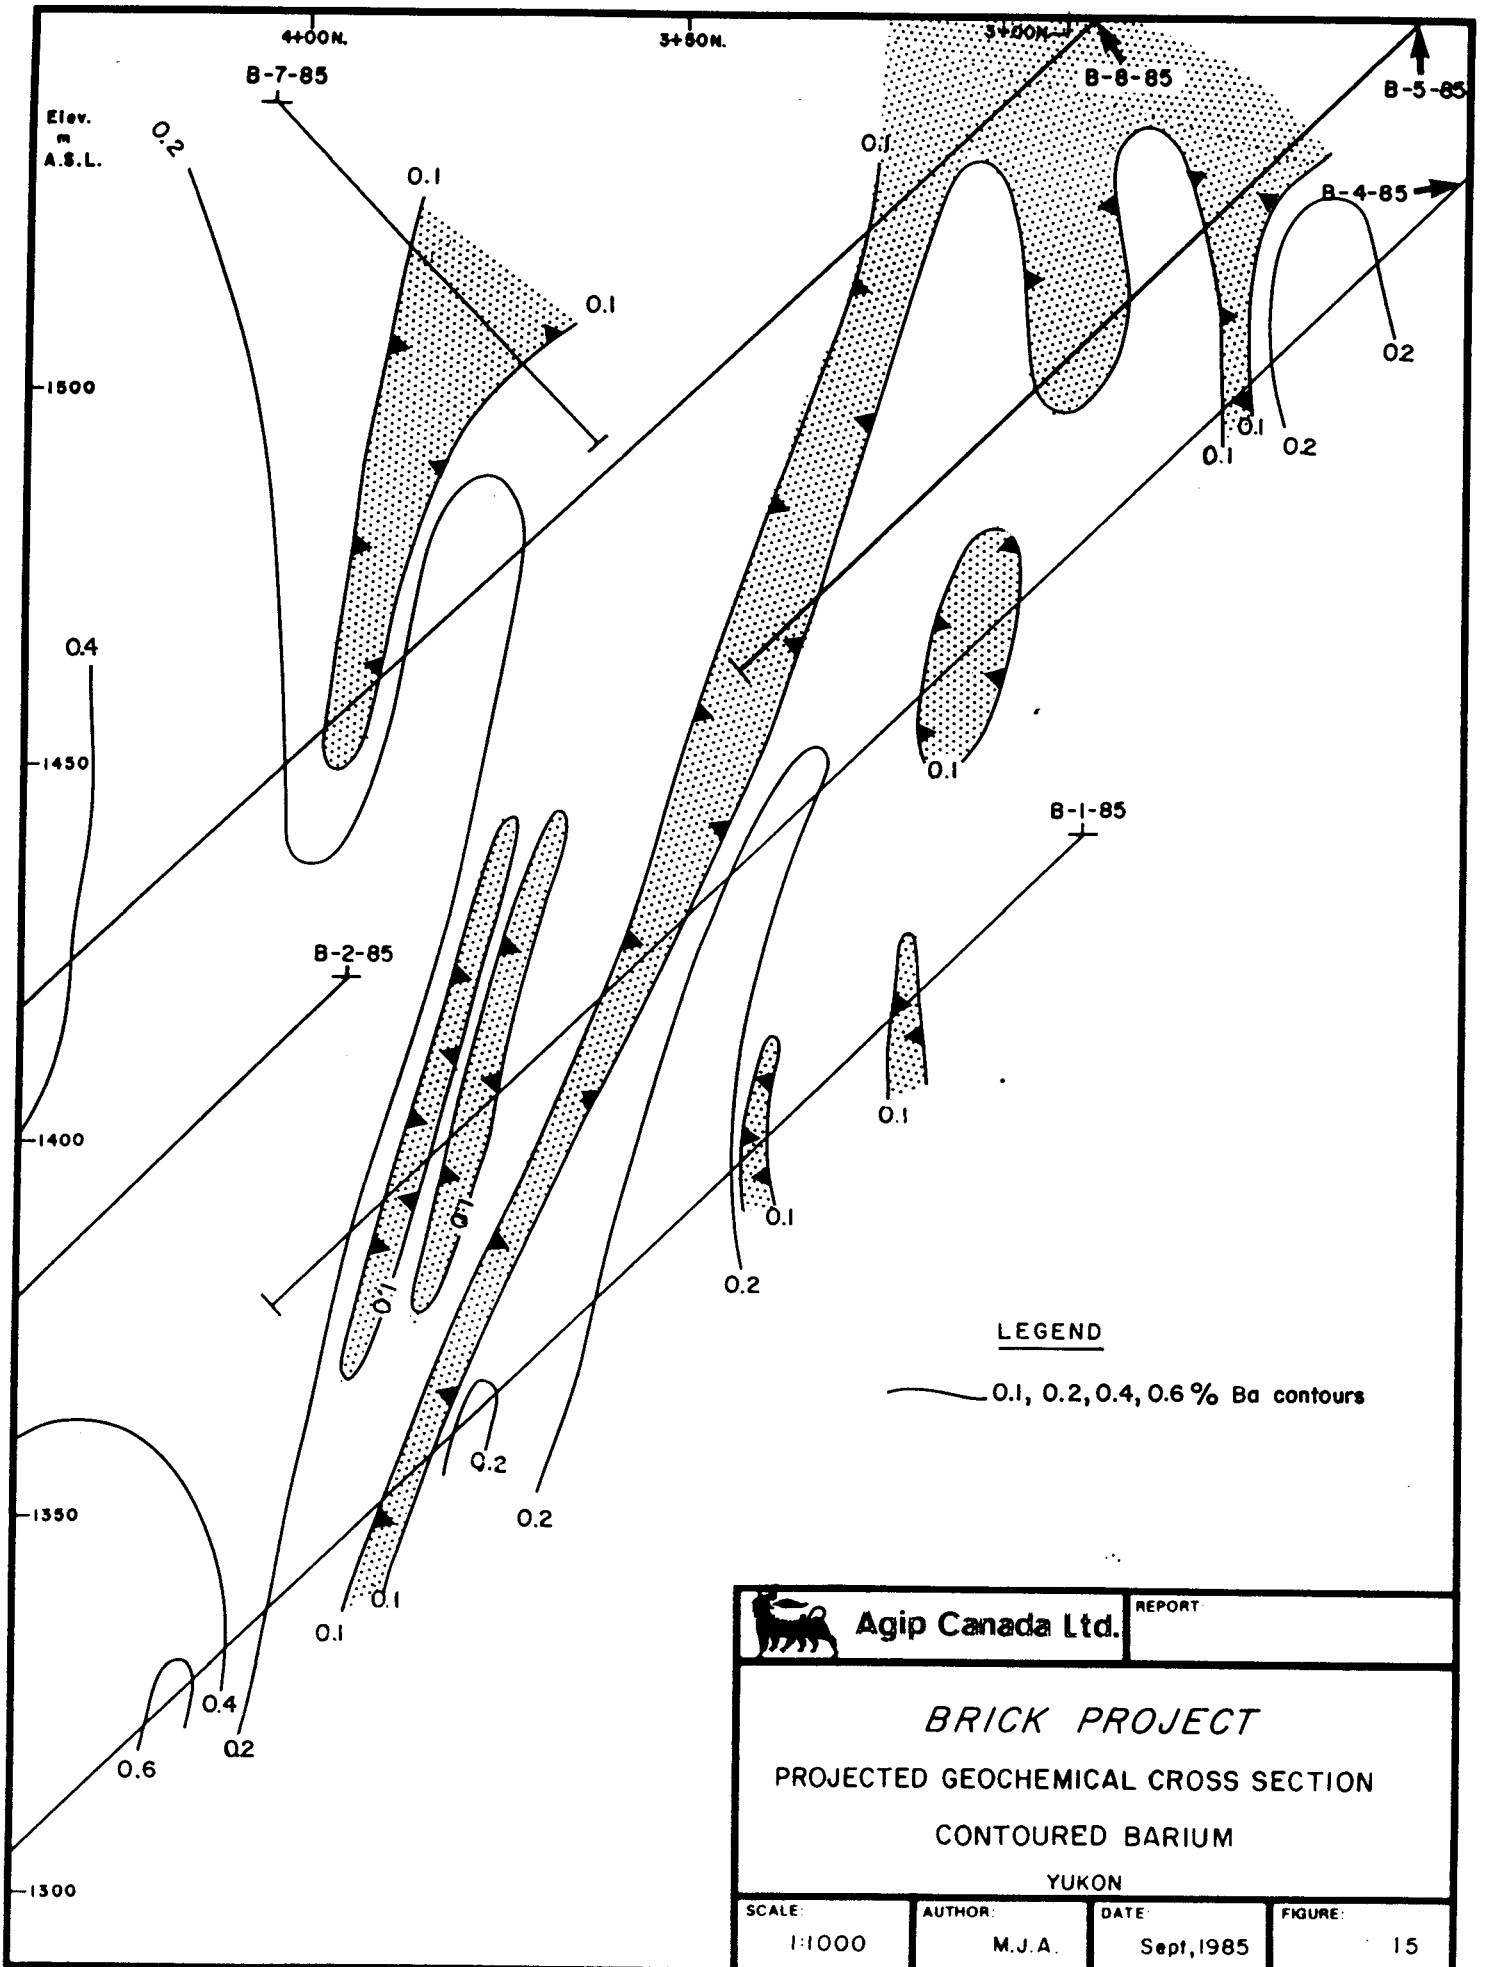 4+00N.
3+50N.
3+00N
B-7-85
B-8-85
B-5-85
Elev.
m
A.S.L.
0.2
0.1
0.1
B-4-85
0.1
0.2
1500
0.1
0.1
0.2
0.4
1450
0.1
B-1-85
B-2-85
0.1
1400
0.1
0.1
0.2
0.1
LEGEND
0.1, 0.2, 0.4, 0.6 % Ba contours
0.2
0.2
1350
0.1
0.1
0.4
0.2
0.6
1300
Agip Canada Ltd.
REPORT
BRICK PROJECT
PROJECTED GEOCHEMICAL CROSS SECTION
CONTOURED BARIUM
YUKON
SCALE:
1:1000
AUTHOR:
M.J.A.
DATE:
Sept, 1985
FIGURE:
15